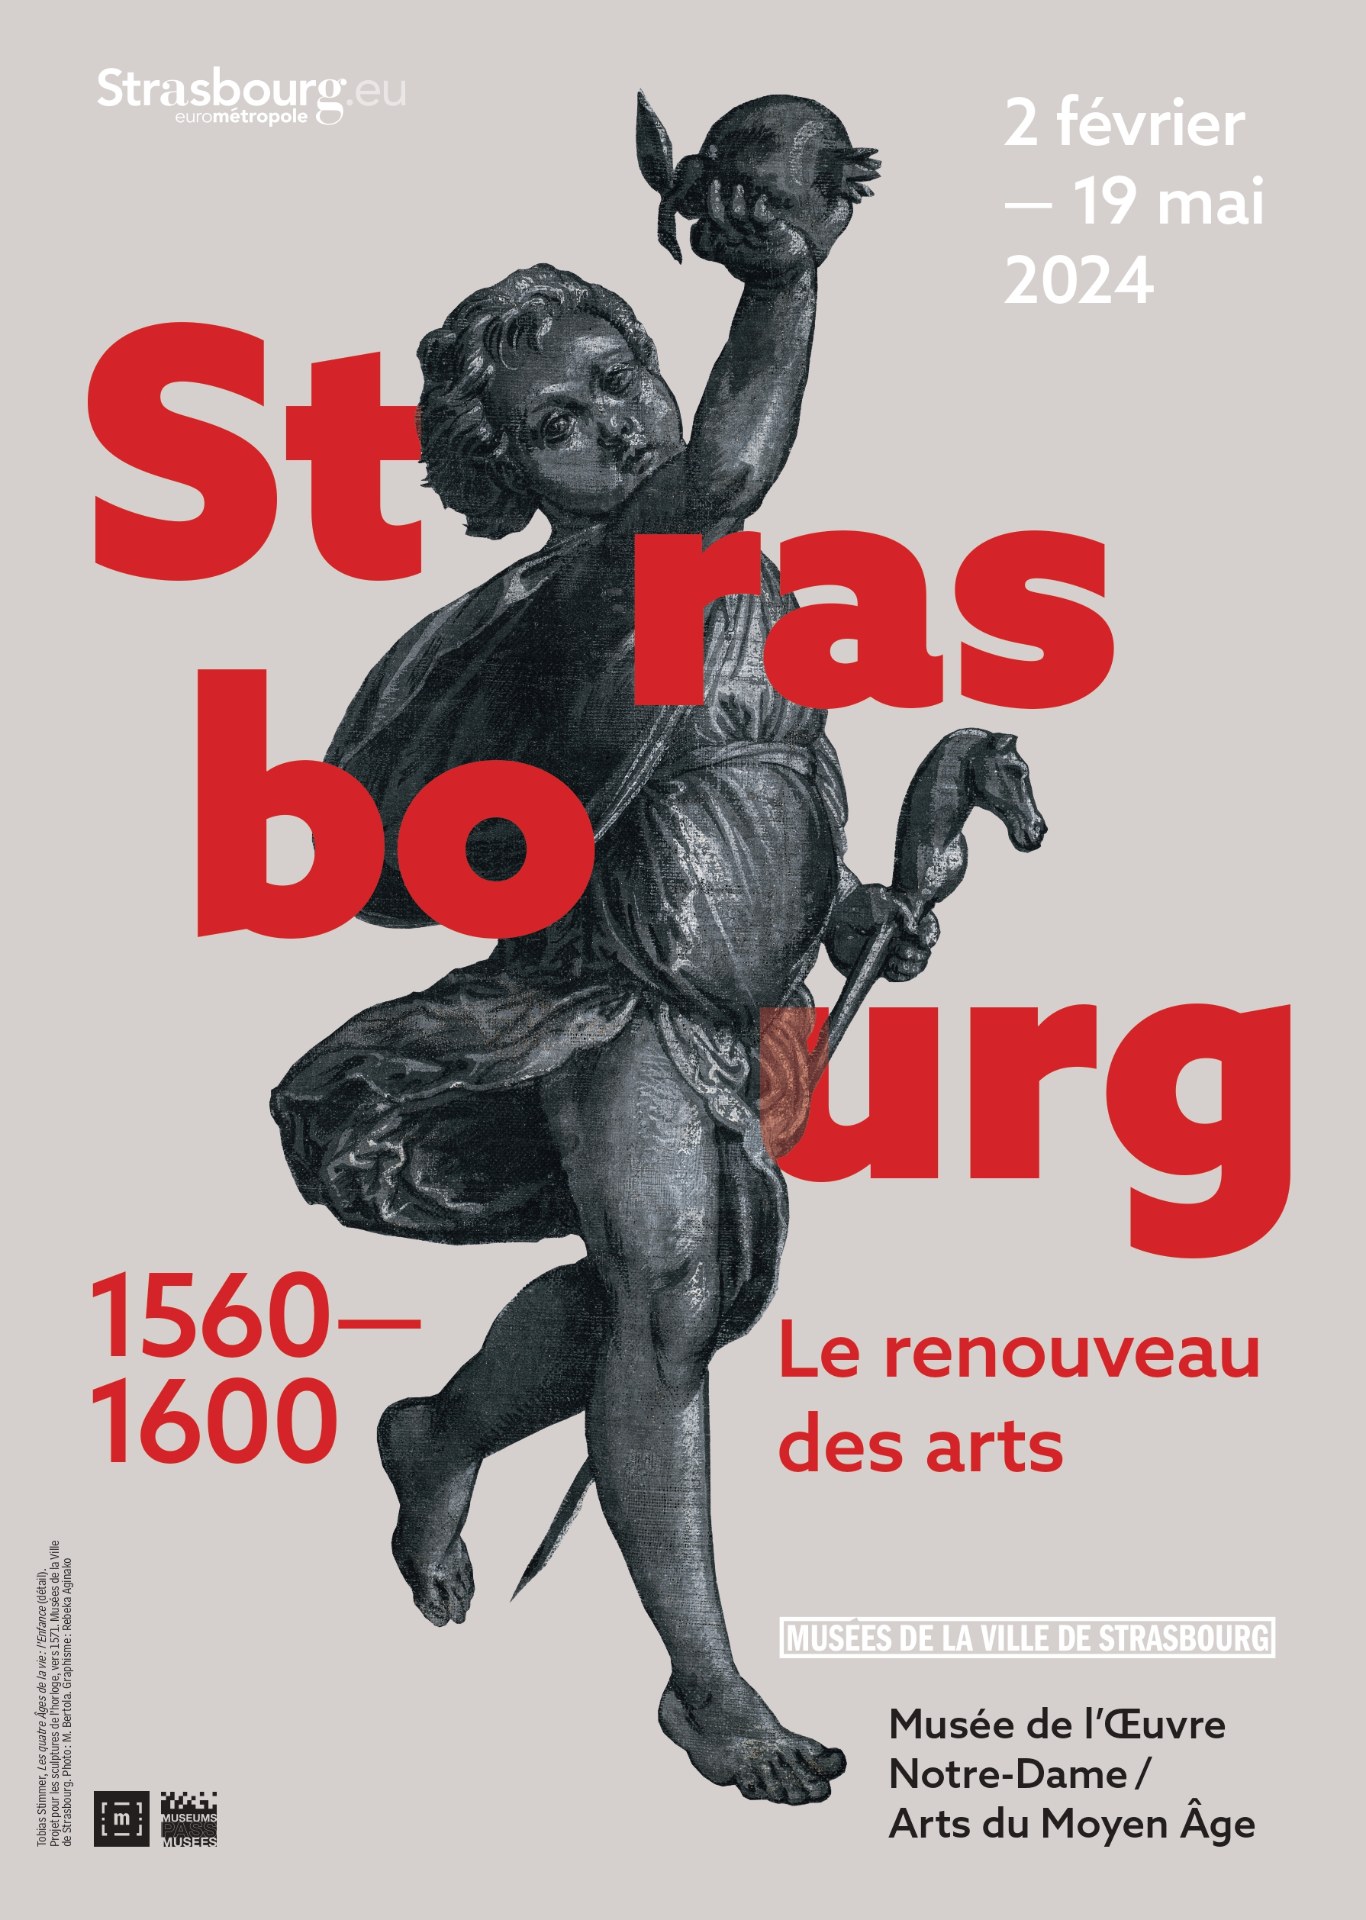 Strasbourg.eu
eurométropole
2 février
— 19 mai
2024
St
ras
bo
urg
1560—
1600
Le renouveau
des arts
MUSÉES DE LA VILLE DE STRASBOURG
Musée de l’Œuvre
Notre-Dame /
Arts du Moyen Âge
Tobias Stimmer, Les quatre Âges de la vie : l'Enfance (détail).
Projet pour les sculptures de l'horloge, vers 1571. Musées de la Ville
de Strasbourg. Photo : M. Bertola. Graphisme : Rebeka Aginako
[m]
MUSEUMS
PASS
MUSÉES